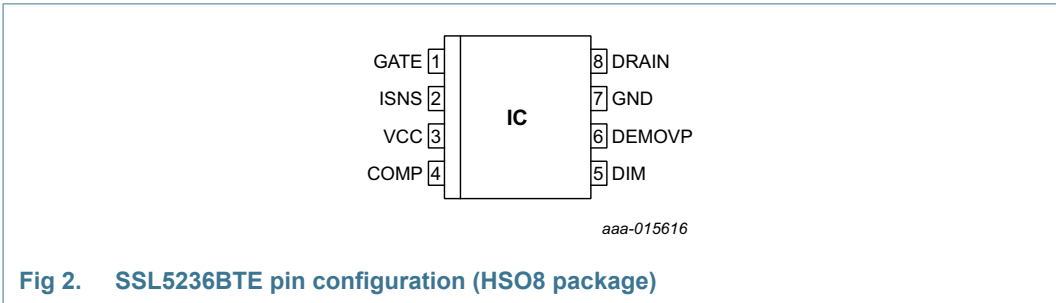 GATE 1 8 DRAIN
ISNS 2 7 GND
IC
VCC 3 6 DEMOVP
COMP 4 5 DIM
aaa-015616
Fig 2. SSL5236BTE pin configuration (HSO8 package)